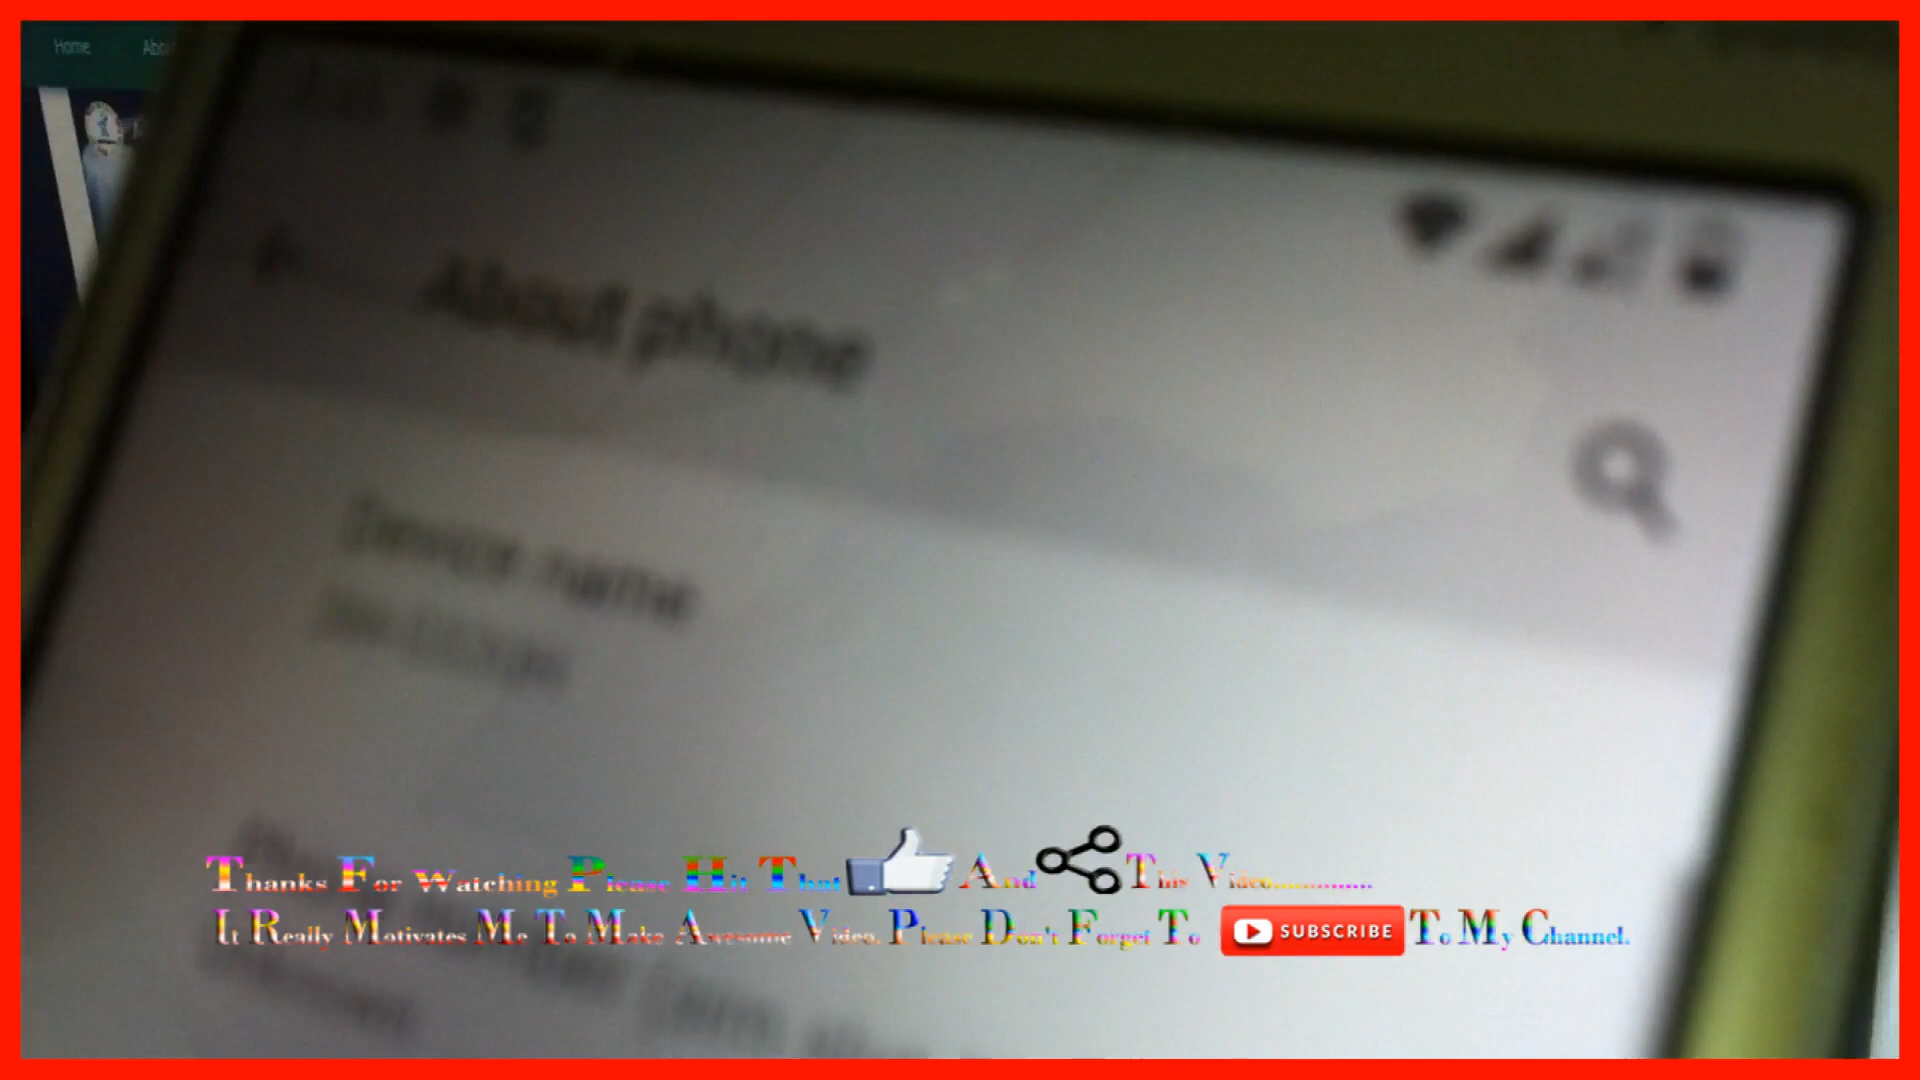 Home
About phone
Device name
Thanks For Watching Please Hit That And This Video..............
It Really Motivates Me To Make Awesome Video. Please Don't Forget To SUBSCRIBE To My Channel.